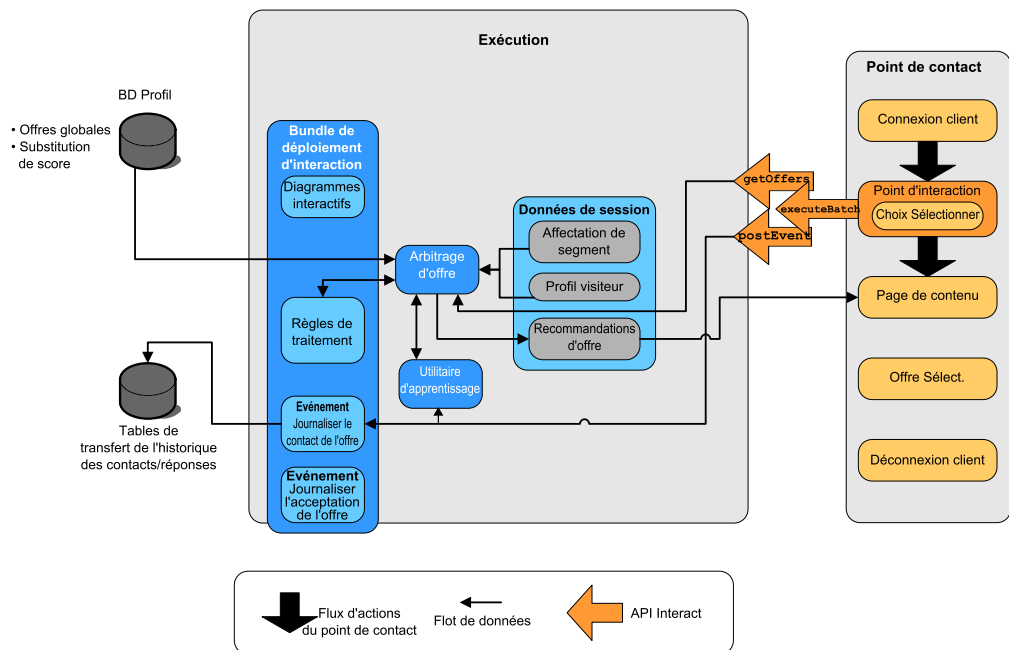 Exécution
Point de contact
BD Profil
• Offres globales
• Substitution
de score
Bundle de
déploiement
d'interaction
Diagrammes
interactifs
Règles de
traitement
Evénement
Journaliser le
contact de l'offre
Evénement
Journaliser
l'acceptation
de l'offre
Arbitrage
d'offre
Utilitaire
d'apprentissage
Données de session
Affectation de
segment
Profil visiteur
Recommandations
d'offre
getOffers
executeBatch
postEvent
Connexion client
Point d'interaction
Choix Sélectionner
Page de contenu
Offre Sélect.
Déconnexion client
Tables de
transfert de l'historique
des contacts/réponses
Flux d'actions
du point de contact
Flot de données
API Interact